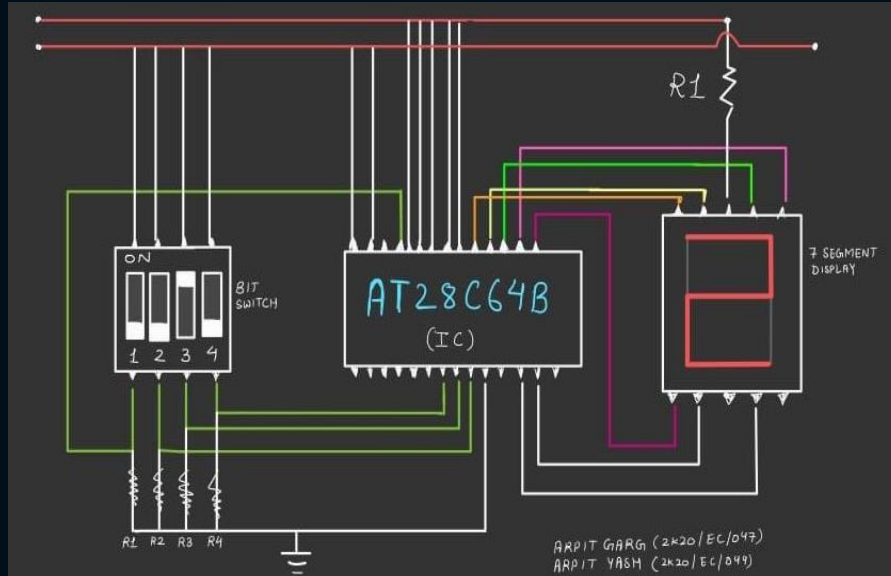 R1
ON
1 2 3 4
BIT
SWITCH
AT28C64B
(IC)
7 SEGMENT
DISPLAY
R1 R2 R3 R4
ARPIT GARG (2K20/EC/047)
ARPIT YASH (2K20/EC/049)